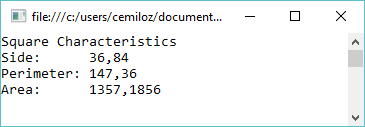 file:///c:/users/cemiloz/document...
Square Characteristics
Side:      36,84
Perimeter: 147,36
Area:      1357,1856